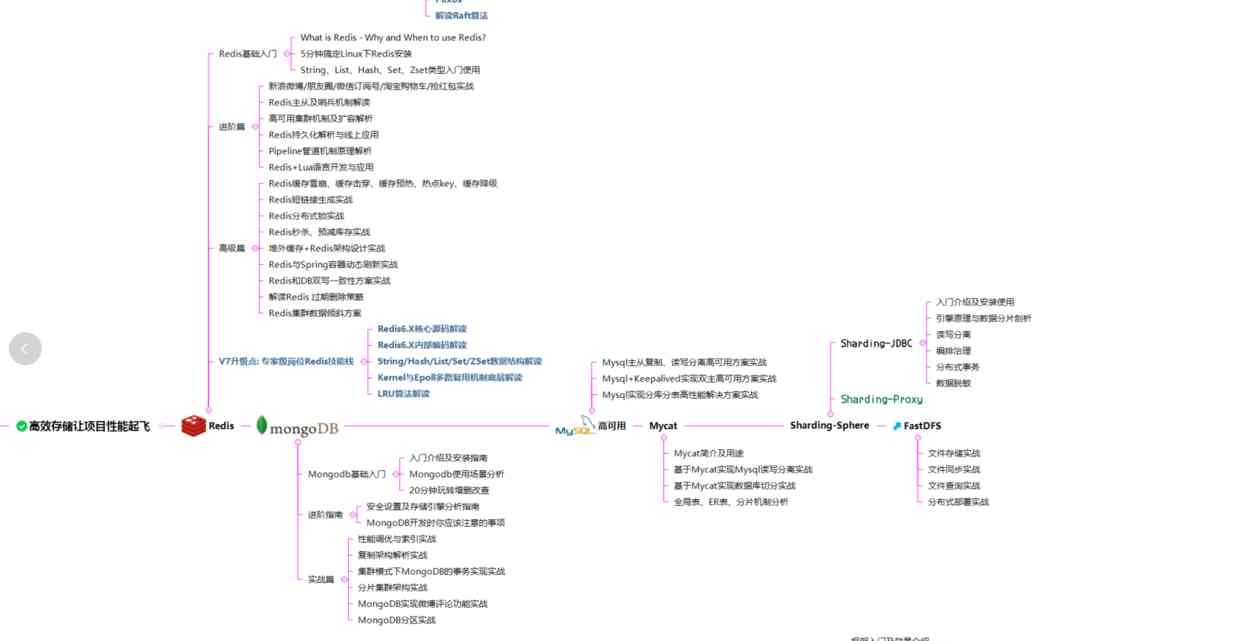 解读Raft算法
Redis基础入门
What is Redis - Why and When to use Redis?
5分钟搞定Linux下Redis安装
String、List、Hash、Set、Zset类型入门使用
进阶篇
新浪微博/朋友圈/微信订阅号/淘宝购物车/抢红包实战
Redis主从及哨兵机制解读
高可用集群机制及扩容解析
Redis持久化解析与线上应用
Pipeline管道机制原理解析
Redis+Lua语言开发与应用
高级篇
Redis缓存雪崩、缓存击穿、缓存预热、热点key、缓存降级
Redis短链接生成实战
Redis分布式锁实战
Redis秒杀、预减库存实战
堆外缓存+Redis架构设计实战
Redis与Spring容器动态刷新实战
Redis和DB双写一致性方案实战
解读Redis 过期删除策略
Redis集群数据倾斜方案
V7升级点: 专家级岗位Redis技能线
Redis6.X核心源码解读
Redis6.X内部编码解读
String/Hash/List/Set/ZSet数据结构解读
Kernel与Epoll多路复用机制底层解读
LRU算法解读
高效存储让项目性能起飞
Redis
mongoDB
Mongodb基础入门
入门介绍及安装指南
Mongodb使用场景分析
20分钟玩转增删改查
进阶指南
安全设置及存储引擎分析指南
MongoDB开发时你应该注意的事项
实战篇
性能调优与索引实战
复制架构解析实战
集群模式下MongoDB的事务实现实战
分片集群架构实战
MongoDB实现微博评论功能实战
MongoDB分区实战
MySQL
高可用
Mysql主从复制、读写分离高可用方案实战
Mysql+Keepalived实现双主高可用方案实战
Mysql实现分库分表高性能解决方案实战
Mycat
Mycat简介及用途
基于Mycat实现Mysql读写分离实战
基于Mycat实现数据库切分实战
全局表、ER表、分片机制分析
Sharding-Sphere
Sharding-JDBC
入门介绍及安装使用
引擎原理与数据分片剖析
读写分离
编排治理
分布式事务
数据脱敏
Sharding-Proxy
FastDFS
文件存储实战
文件同步实战
文件查询实战
分布式部署实战